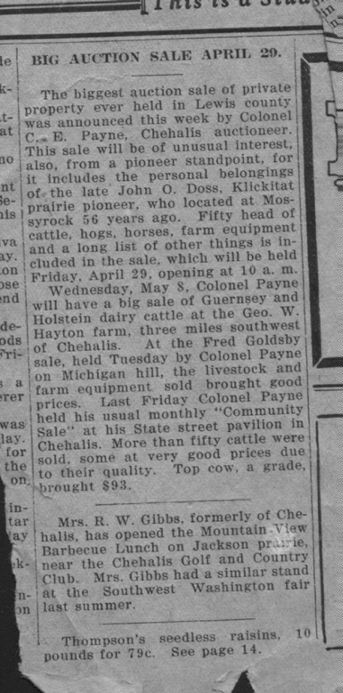 This is a
BIG AUCTION SALE APRIL 29.
The biggest auction sale of private
property ever held in Lewis county
was announced this week by Colonel
C. E. Payne, Chehalis auctioneer.
This sale will be of unusual interest,
also, from a pioneer standpoint, for
it includes the personal belongings
of the late John O. Doss, Klickitat
prairie pioneer, who located at Mos-
syrock 56 years ago. Fifty head of
cattle, hogs, horses, farm equipment
and a long list of other things is in-
cluded in the sale, which will be held
Friday, April 29, opening at 10 a. m.
Wednesday, May 8, Colonel Payne
will have a big sale of Guernsey and
Holstein dairy cattle at the Geo. W.
Hayton farm, three miles southwest
of Chehalis. At the Fred Goldsby
sale, held Tuesday by Colonel Payne
on Michigan hill, the livestock and
farm equipment sold brought good
prices. Last Friday Colonel Payne
held his usual monthly "Community
Sale" at his State street pavilion in
Chehalis. More than fifty cattle were
sold, some at very good prices due
to their quality. Top cow, a grade,
brought $93.
Mrs. R. W. Gibbs, formerly of Che-
halis, has opened the Mountain View
Barbecue Lunch on Jackson prairie,
near the Chehalis Golf and Country
Club. Mrs. Gibbs had a similar stand
at the Southwest Washington fair
last summer.
Thompson's seedless raisins, 10
pounds for 79c. See page 14.